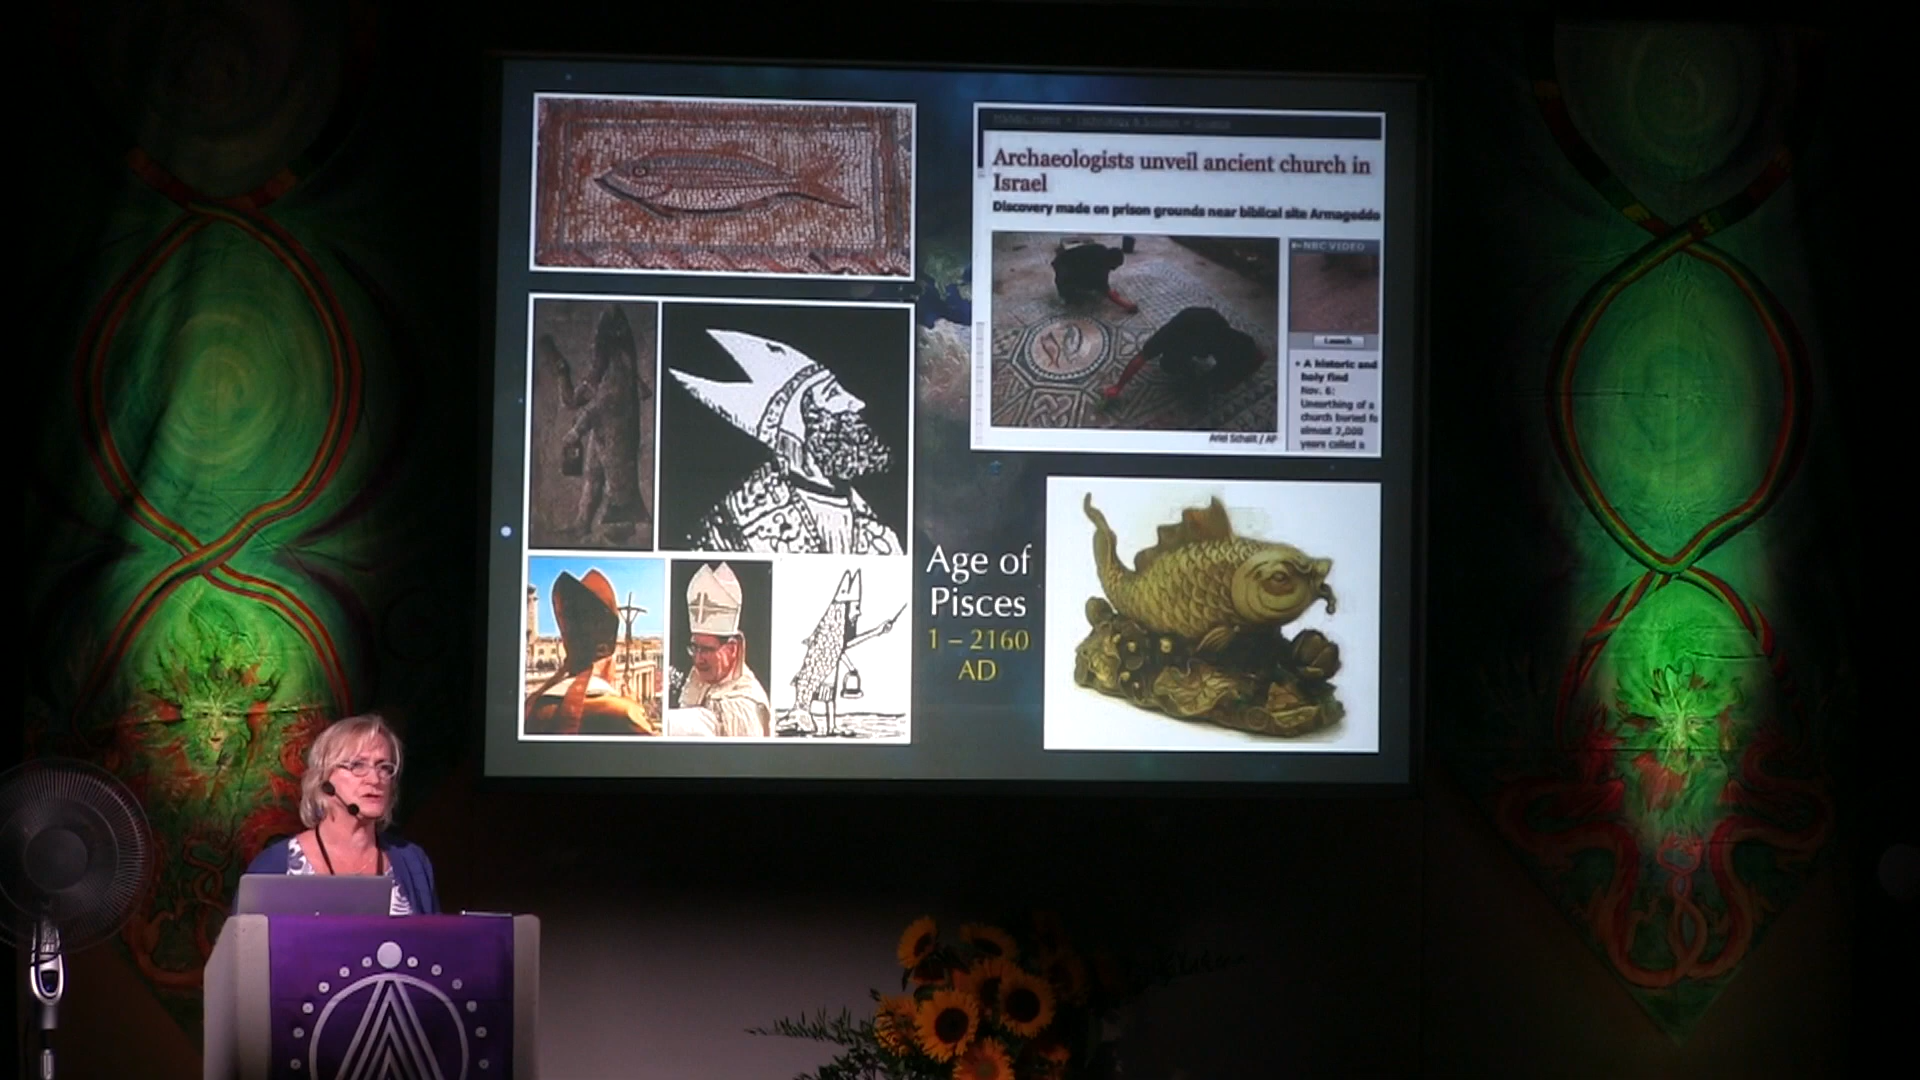 Archaeologists unveil ancient church in
Israel
Discovery made on prison grounds near biblical site Armageddo
NBC VIDEO
Launch
Ariel Schalit / AP
• A historic and
holy find
Nov. 6:
Unearthing of a
church buried fo
almost 2,000
years called a
Age of
Pisces
1 – 2160
AD